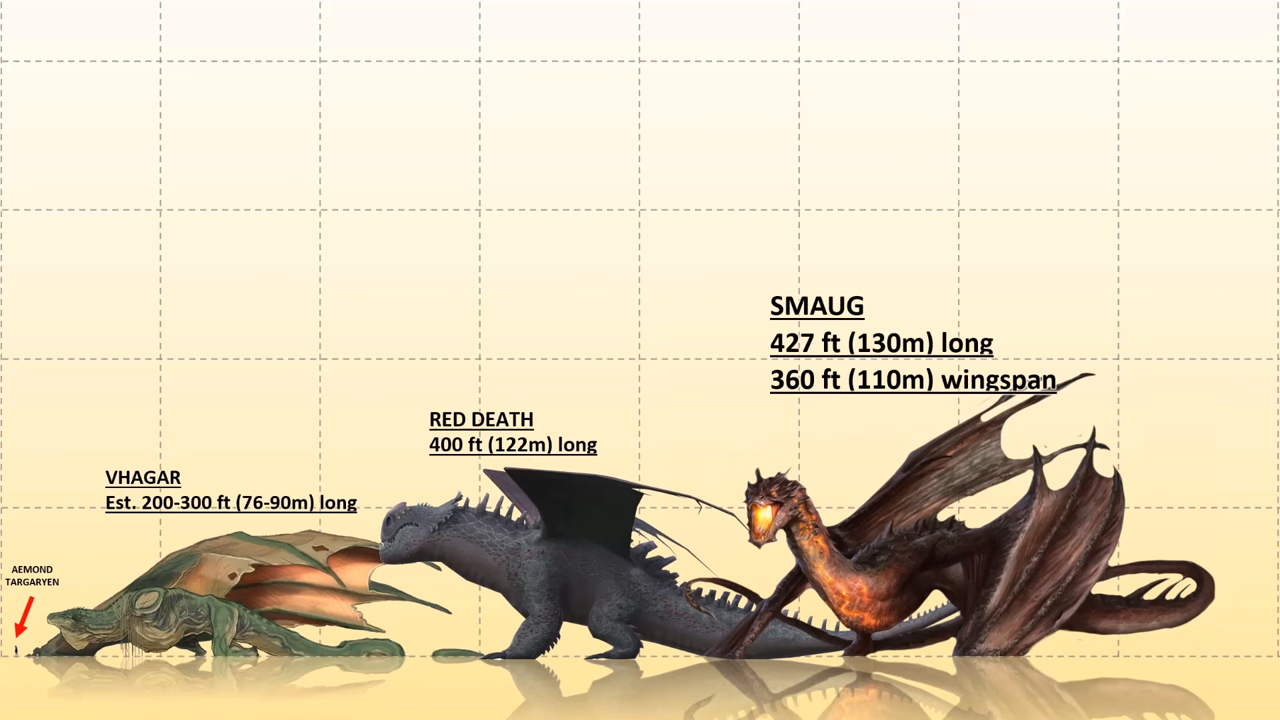 SMAUG
427 ft (130m) long
360 ft (110m) wingspan
RED DEATH
400 ft (122m) long
VHAGAR
Est. 200-300 ft (76-90m) long
AEMOND
TARGARYEN